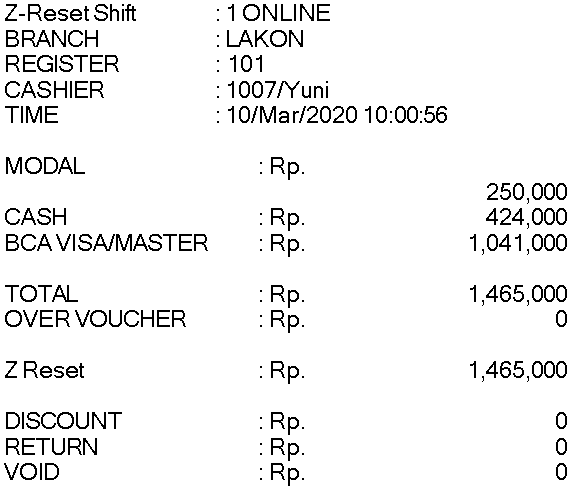 Z-Reset Shift : 1 ONLINE
BRANCH : LAKON
REGISTER : 101
CASHIER : 1007/Yuni
TIME : 10/Mar/2020 10:00:56
MODAL : Rp.
250,000
CASH : Rp. 424,000
BCA VISA/MASTER : Rp. 1,041,000
TOTAL : Rp. 1,465,000
OVER VOUCHER : Rp. 0
Z Reset : Rp. 1,465,000
DISCOUNT : Rp. 0
RETURN : Rp. 0
VOID : Rp. 0